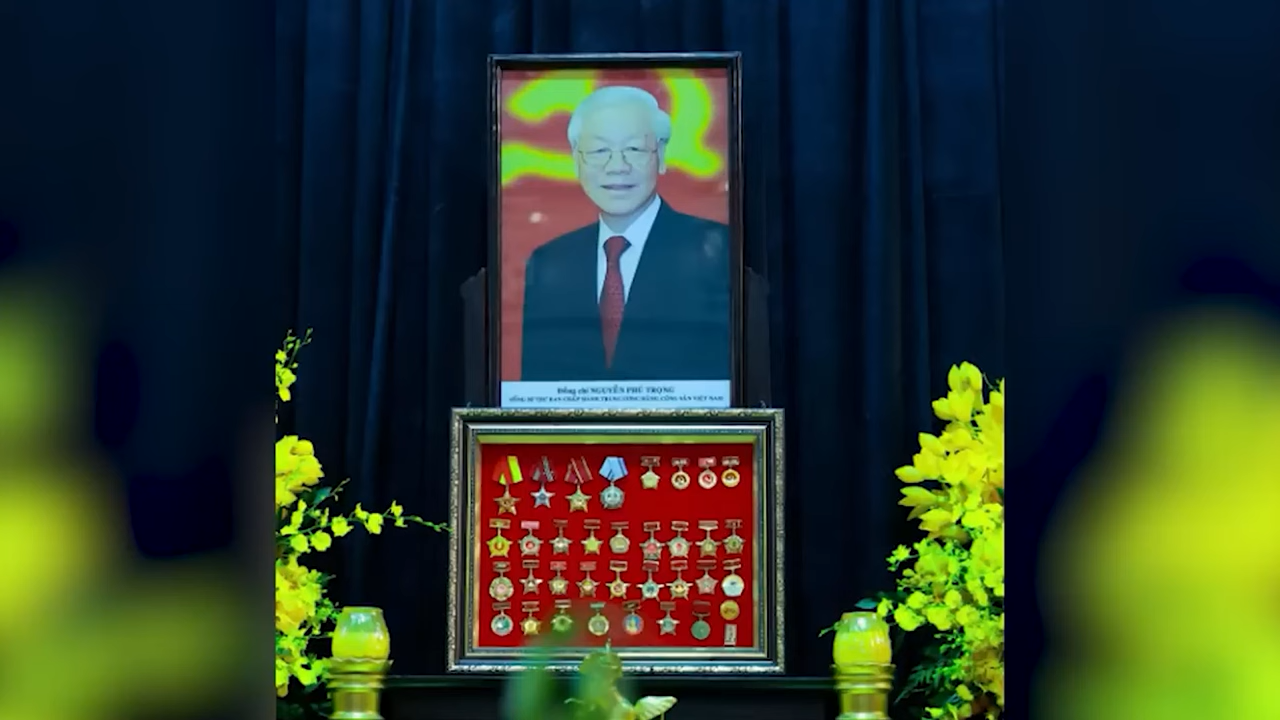 Đồng chí NGUYỄN PHÚ TRỌNG
TỔNG BÍ THƯ BAN CHẤP HÀNH TRUNG ƯƠNG ĐẢNG CỘNG SẢN VIỆT NAM